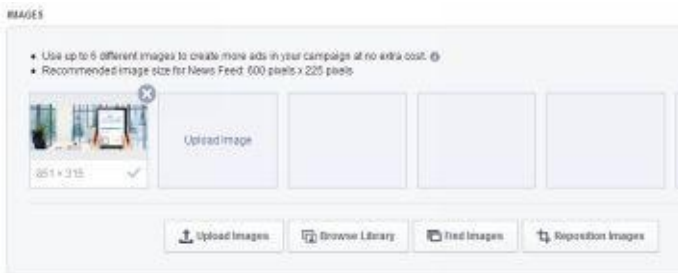 IMAGES
Use up to 6 different images to create more ads in your campaign at no extra cost.
Recommended image size for News Feed: 600 pixels x 225 pixels
Upload Image
851 × 315
Upload Images
Browse Library
Find Images
Reposition Images